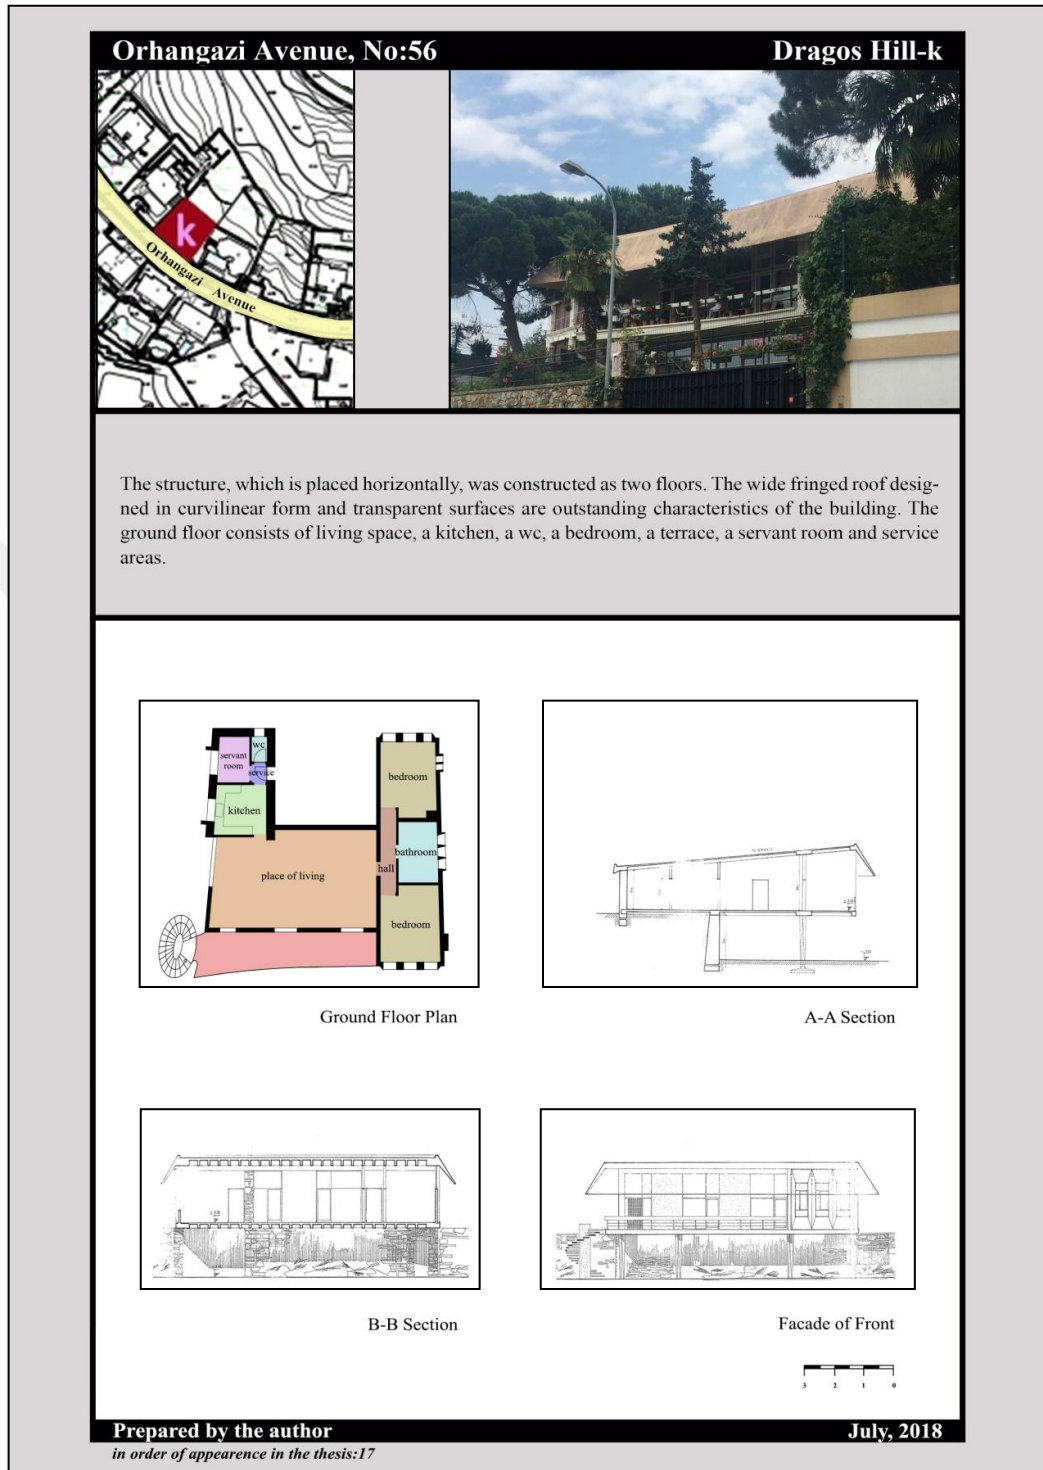 Orhangazi Avenue, No:56
Dragos Hill-k
k
Orhangazi Avenue
The structure, which is placed horizontally, was constructed as two floors. The wide fringed roof desig-
ned in curvilinear form and transparent surfaces are outstanding characteristics of the building. The
ground floor consists of living space, a kitchen, a wc, a bedroom, a terrace, a servant room and service
areas.
servant
room
wc
service
kitchen
bedroom
bathroom
hall
place of living
bedroom
Ground Floor Plan
A-A Section
B-B Section
Facade of Front
3 2 1 0
Prepared by the author
July, 2018
in order of appearence in the thesis:17